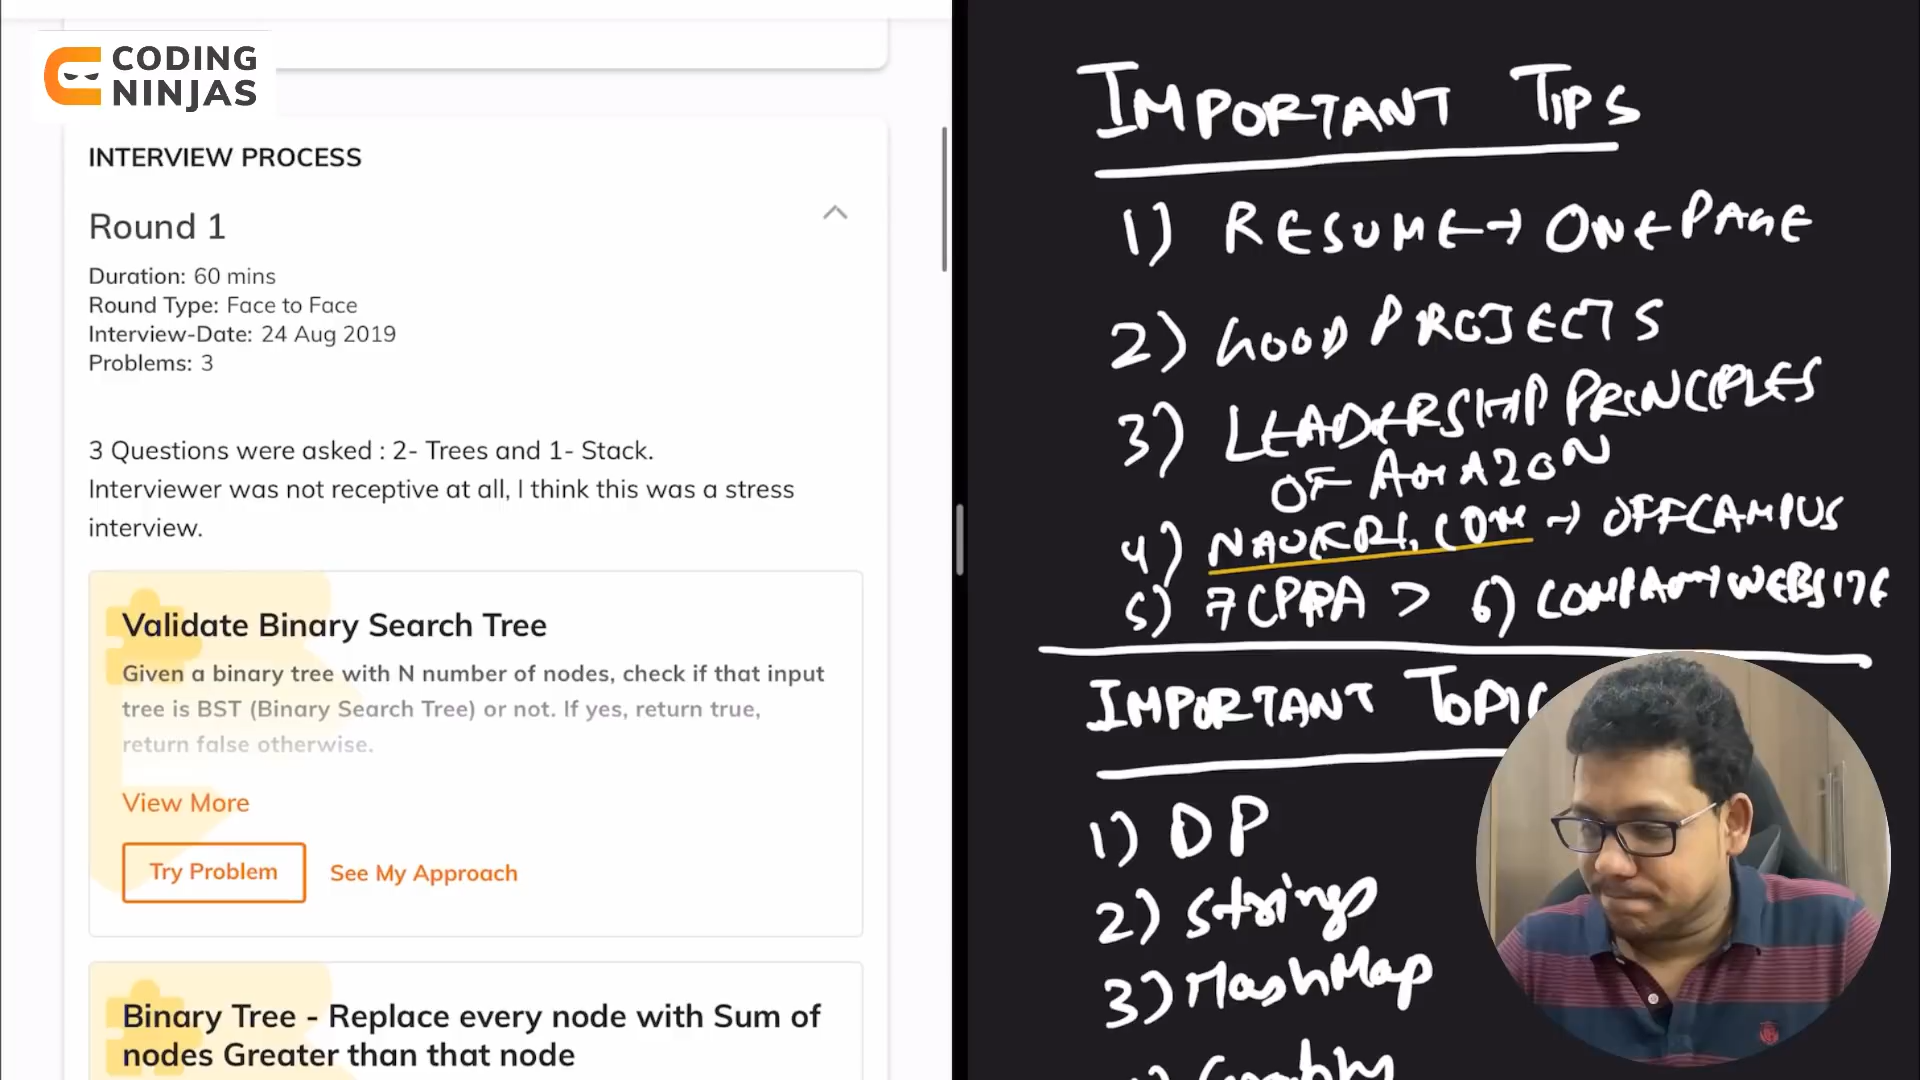 CODING
NINJAS
INTERVIEW PROCESS
Round 1
Duration: 60 mins
Round Type: Face to Face
Interview-Date: 24 Aug 2019
Problems: 3
3 Questions were asked : 2- Trees and 1- Stack.
Interviewer was not receptive at all, I think this was a stress
interview.
Validate Binary Search Tree
Given a binary tree with N number of nodes, check if that input
tree is BST (Binary Search Tree) or not. If yes, return true,
return false otherwise.
View More
Try Problem See My Approach
Binary Tree - Replace every node with Sum of
nodes Greater than that node
IMPORTANT TIPS
1) RESUME → ONE PAGE
2) GOOD PROJECTS
3) LEADERSHIP PRINCIPLES
OF AMAZON
4) NAUKRI.COM → OFFCAMPUS
5) 7 > 6) COMPANY WEBSITE
IMPORTANT
1) DP
2) Strings
3) HashMap